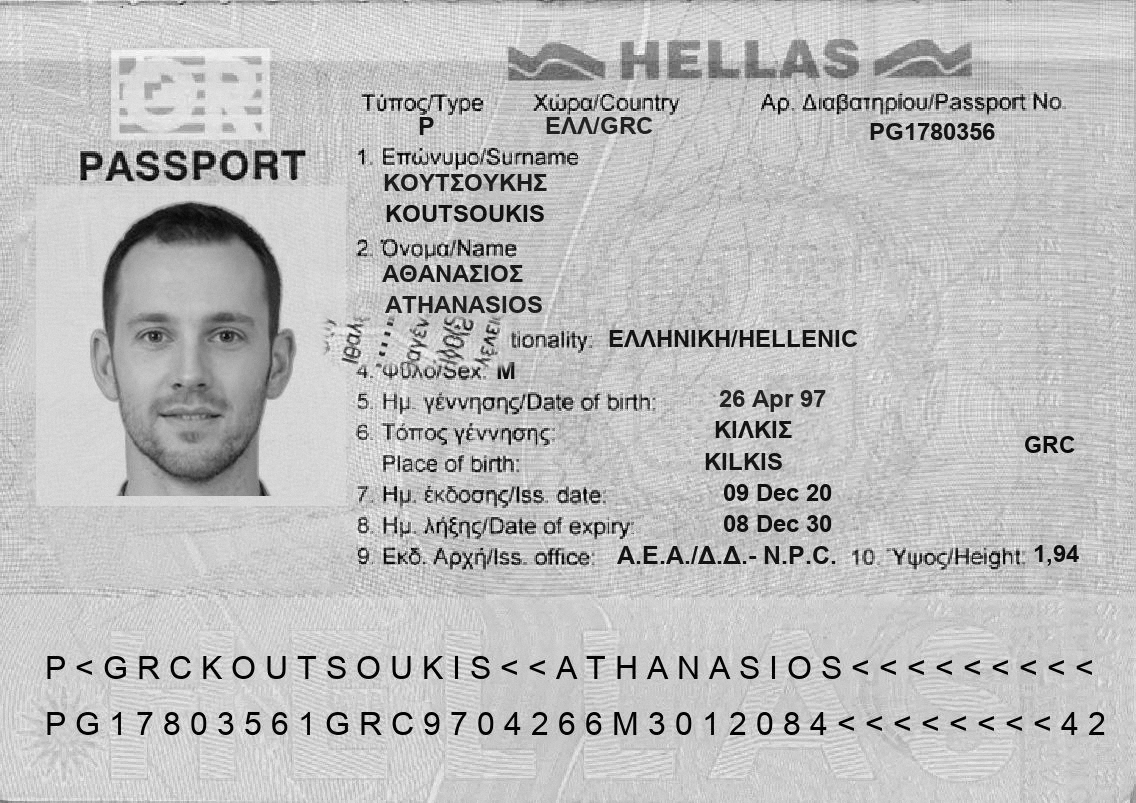 GR
PASSPORT
HELLAS
Τύπος/Type Χώρα/Country Αρ. Διαβατηρίου/Passport No.
P ΕΛΛ/GRC PG1780356
1. Επώνυμο/Surname
ΚΟΥΤΣΟΥΚΗΣ
KOUTSOUKIS
2. Όνομα/Name
ΑΘΑΝΑΣΙΟΣ
ATHANASIOS
tionality: ΕΛΛΗΝΙΚΗ/HELLENIC
4. Φύλο/Sex: M
5. Ημ. γέννησης/Date of birth: 26 Apr 97
6. Τόπος γέννησης: ΚΙΛΚΙΣ
GRC
Place of birth: KILKIS
7. Ημ. έκδοσης/Iss. date: 09 Dec 20
8. Ημ. λήξης/Date of expiry: 08 Dec 30
9 Εκδ. Αρχή/Iss. office: Α.Ε.Α./Δ.Δ.- N.P.C. 10. Ύψος/Height: 1,94
HELLAS
P<GRCKOUTSOUKIS<<ATHANASIOS<<<<<<<<<
PG17803561GRC9704266M3012084<<<<<<<<42